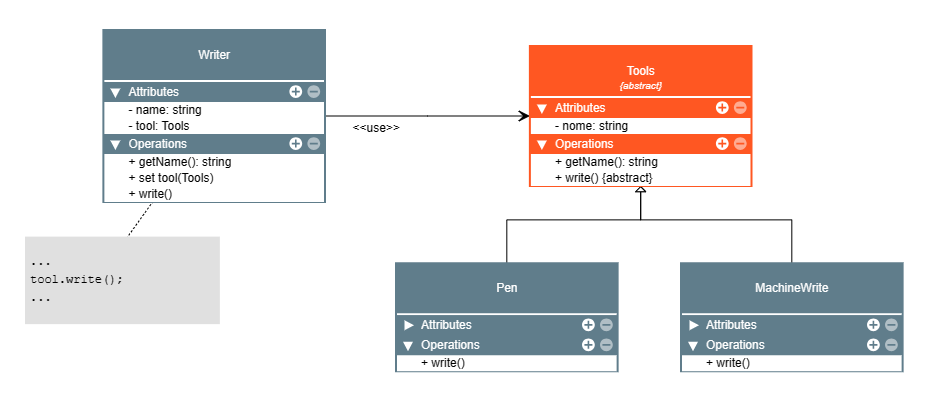 Writer
Attributes
- name: string
- tool: Tools
Operations
+ getName(): string
+ set tool(Tools)
+ write()
<<use>>
Tools
{abstract}
Attributes
- nome: string
Operations
+ getName(): string
+ write() {abstract}
...
tool.write();
...
Pen
Attributes
Operations
+ write()
MachineWrite
Attributes
Operations
+ write()